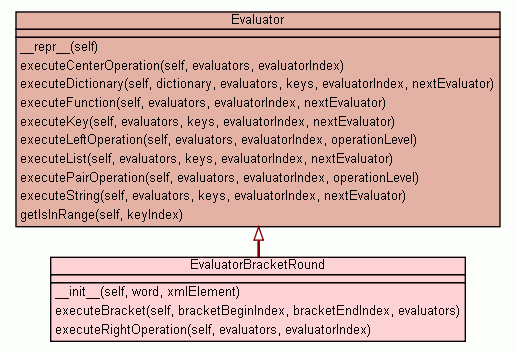 Evaluator
__repr__(self)
executeCenterOperation(self, evaluators, evaluatorIndex)
executeDictionary(self, dictionary, evaluators, keys, evaluatorIndex, nextEvaluator)
executeFunction(self, evaluators, evaluatorIndex, nextEvaluator)
executeKey(self, evaluators, keys, evaluatorIndex, nextEvaluator)
executeLeftOperation(self, evaluators, evaluatorIndex, operationLevel)
executeList(self, evaluators, keys, evaluatorIndex, nextEvaluator)
executePairOperation(self, evaluators, evaluatorIndex, operationLevel)
executeString(self, evaluators, keys, evaluatorIndex, nextEvaluator)
getIsInRange(self, keyIndex)
EvaluatorBracketRound
__init__(self, word, xmlElement)
executeBracket(self, bracketBeginIndex, bracketEndIndex, evaluators)
executeRightOperation(self, evaluators, evaluatorIndex)